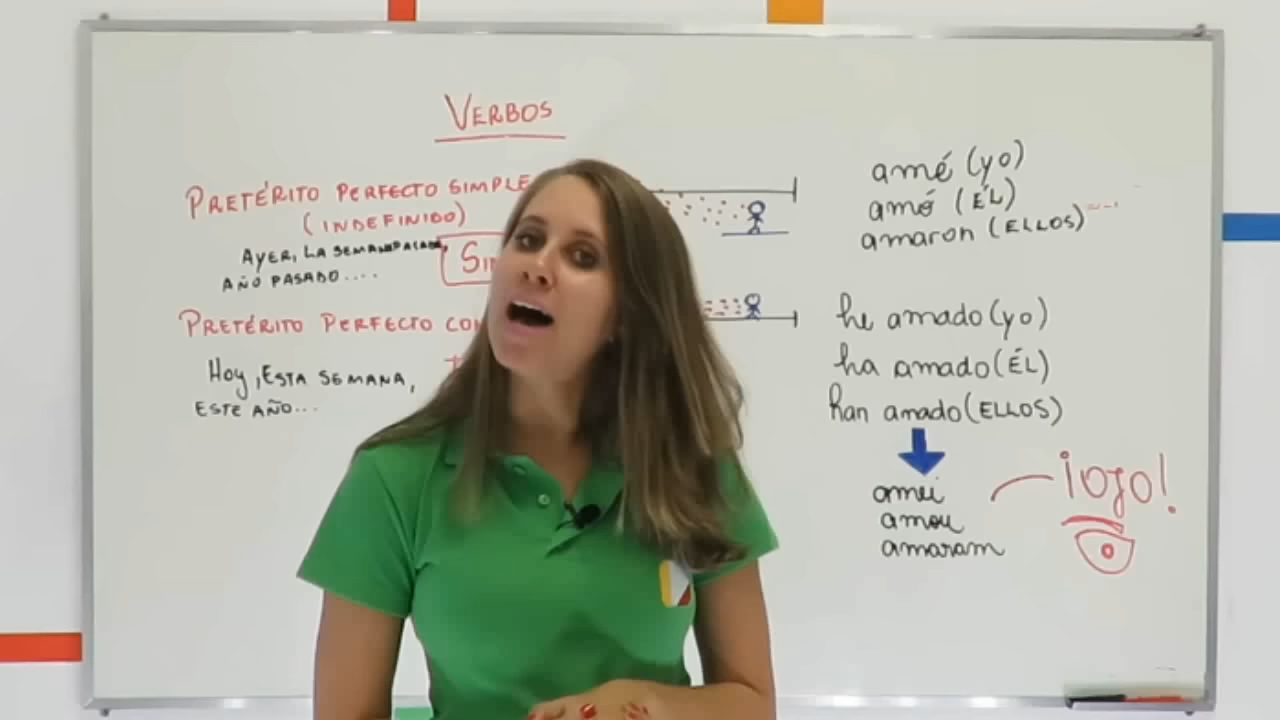 VERBOS
PRETÉRITO PERFECTO SIMPLE
(INDEFINIDO)
AYER, LA SEMANA PASADA,
AÑO PASADO....
PRETÉRITO PERFECTO
HOY, ESTA SEMANA,
ESTE AÑO...
amé (yo)
amó (ÉL)
amaron (ELLOS)
he amado (yo)
ha amado (ÉL)
han amado (ELLOS)
amei
amou
amaram
¡OJO!